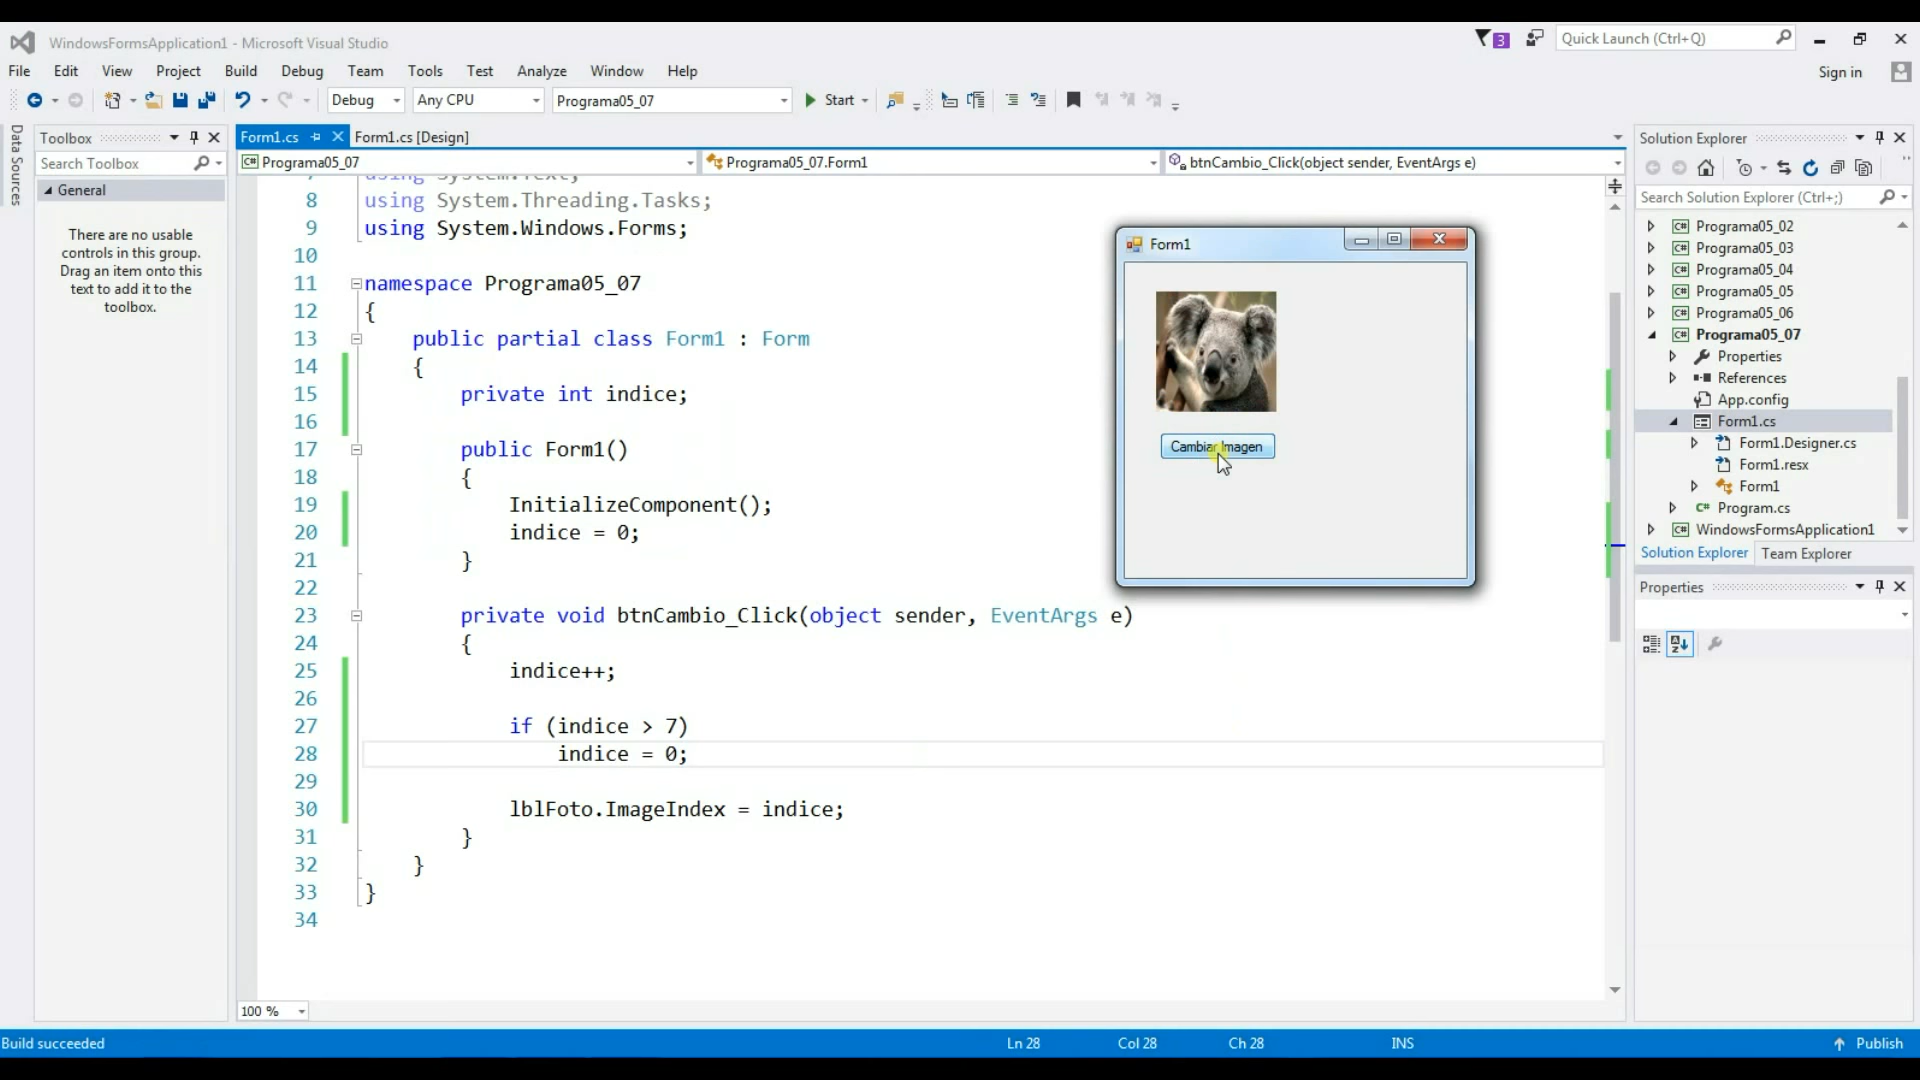 WindowsFormsApplication1 - Microsoft Visual Studio
3
Quick Launch (Ctrl+Q)
File Edit View Project Build Debug Team Tools Test Analyze Window Help
Sign in
Debug Any CPU Programa05_07 Start
Data Sources
Toolbox
Search Toolbox
General
There are no usable
controls in this group.
Drag an item onto this
text to add it to the
toolbox.
Form1.cs Form1.cs [Design]
Programa05_07 Programa05_07.Form1 btnCambio_Click(object sender, EventArgs e)
using System.Text;
8 using System.Threading.Tasks;
9 using System.Windows.Forms;
10
11 namespace Programa05_07
12 {
13 public partial class Form1 : Form
14 {
15 private int indice;
16
17 public Form1()
18 {
19 InitializeComponent();
20 indice = 0;
21 }
22
23 private void btnCambio_Click(object sender, EventArgs e)
24 {
25 indice++;
26
27 if (indice > 7)
28 indice = 0;
29
30 lblFoto.ImageIndex = indice;
31 }
32 }
33 }
34
100 %
Form1
Cambiar Imagen
Solution Explorer
Search Solution Explorer (Ctrl+;)
Programa05_02
Programa05_03
Programa05_04
Programa05_05
Programa05_06
Programa05_07
Properties
References
App.config
Form1.cs
Form1.Designer.cs
Form1.resx
Form1
Program.cs
WindowsFormsApplication1
Solution Explorer Team Explorer
Properties
Build succeeded Ln 28 Col 28 Ch 28 INS Publish